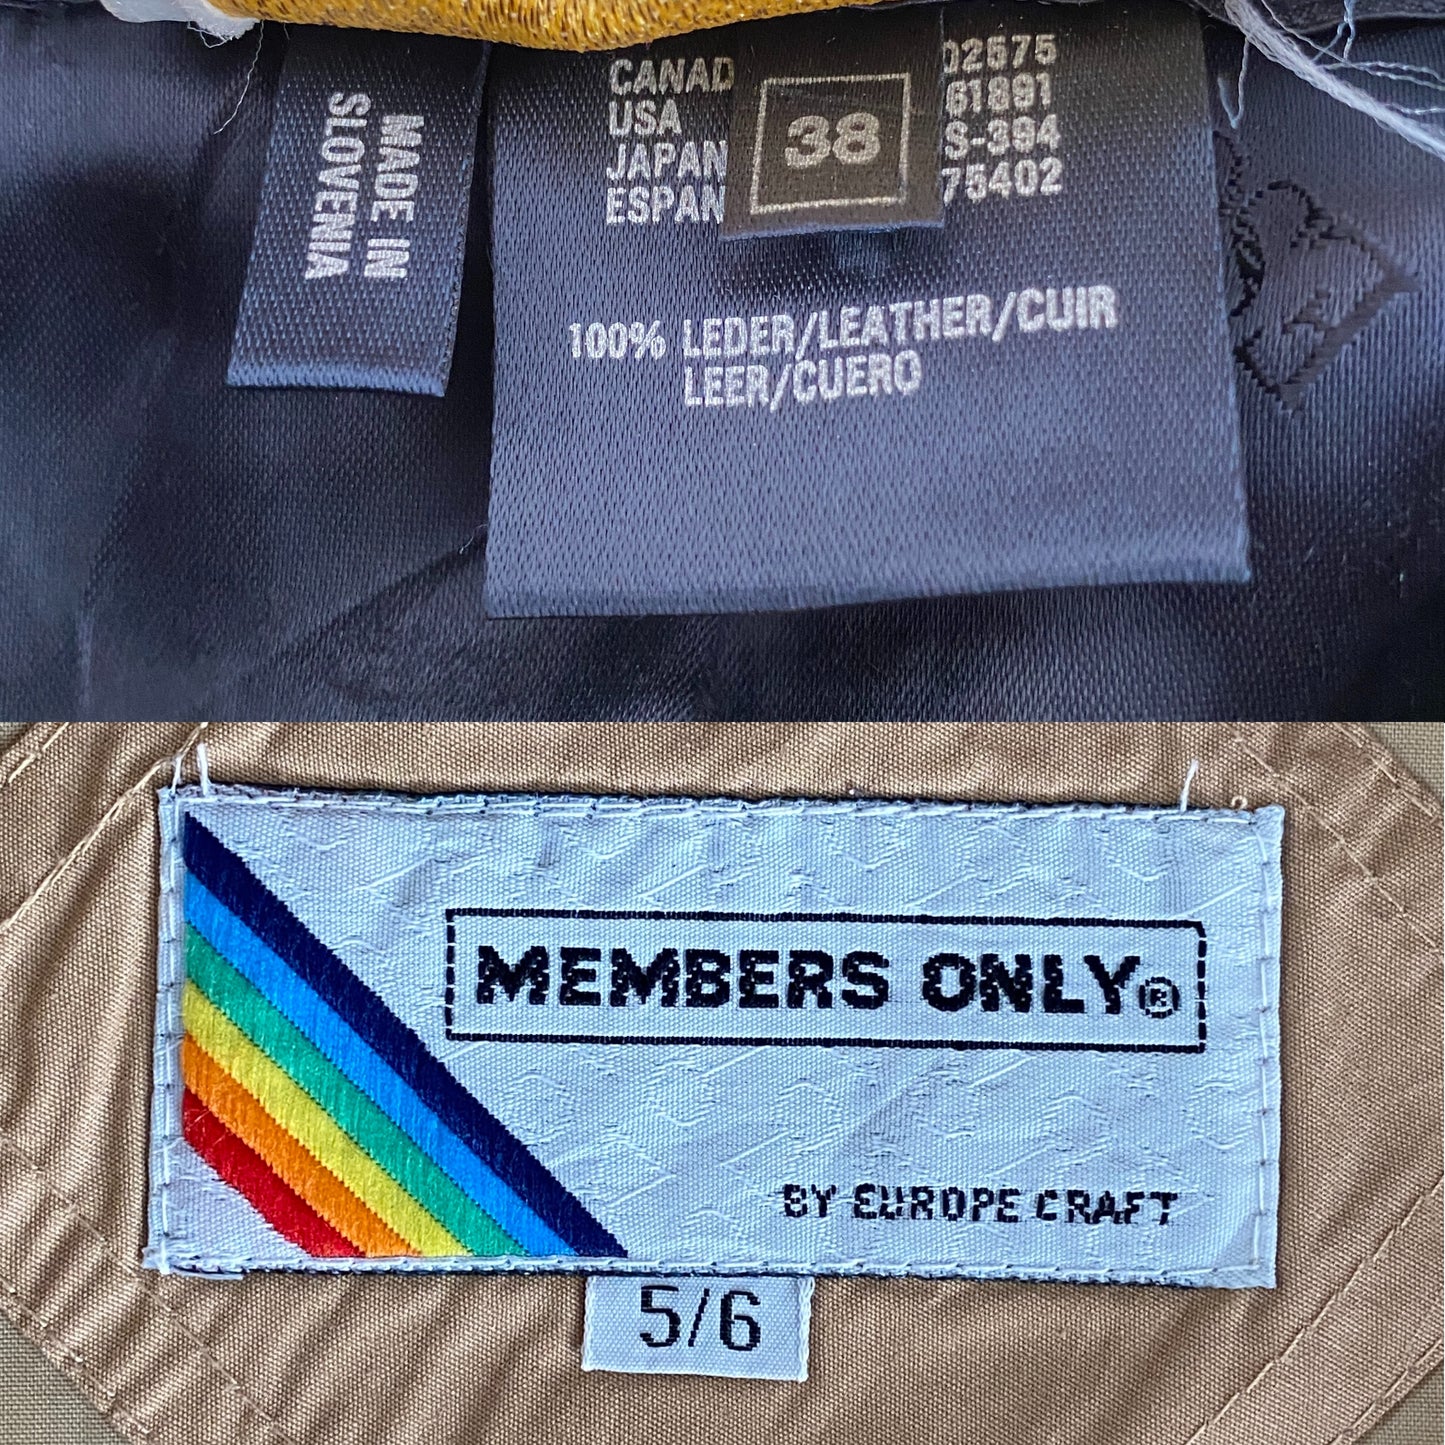 MADE IN
SLOVENIA
CANAD 02575
USA 61891
JAPAN S-394
ESPAN 75402
38
100% LEDER/LEATHER/CUIR
LEER/CUERO
MEMBERS ONLY®
BY EUROPE CRAFT
5/6